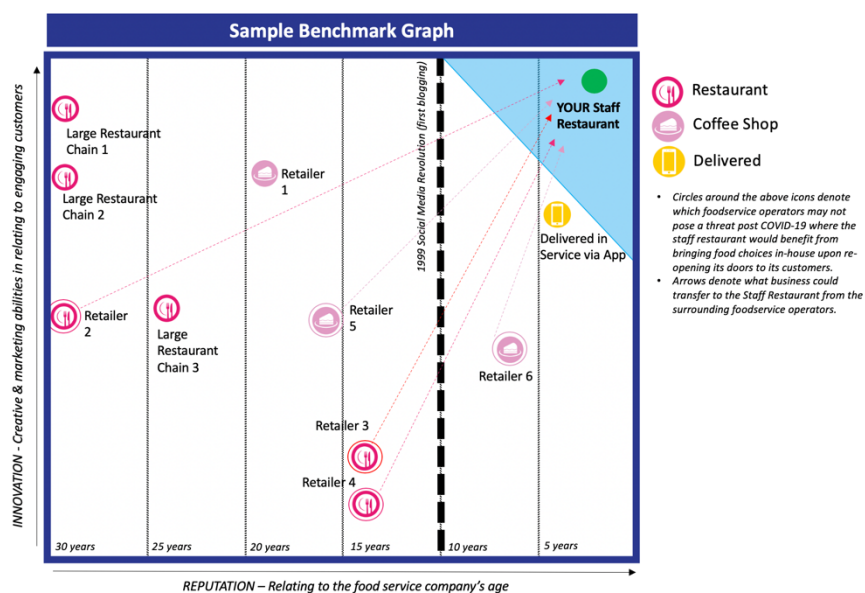 Sample Benchmark Graph
INNOVATION - Creative & marketing abilities in relating to engaging customers
Large Restaurant
Chain 1
Large Restaurant
Chain 2
Retailer
1
Retailer
2
Large
Restaurant
Chain 3
Retailer
5
Retailer 3
Retailer 4
1999 Social Media Revolution (first blogging)
YOUR Staff
Restaurant
Delivered in
Service via App
Retailer 6
30 years
25 years
20 years
15 years
10 years
5 years
REPUTATION – Relating to the food service company's age
Restaurant
Coffee Shop
Delivered
• Circles around the above icons denote
which foodservice operators may not
pose a threat post COVID-19 where the
staff restaurant would benefit from
bringing food choices in-house upon re-
opening its doors to its customers.
• Arrows denote what business could
transfer to the Staff Restaurant from the
surrounding foodservice operators.